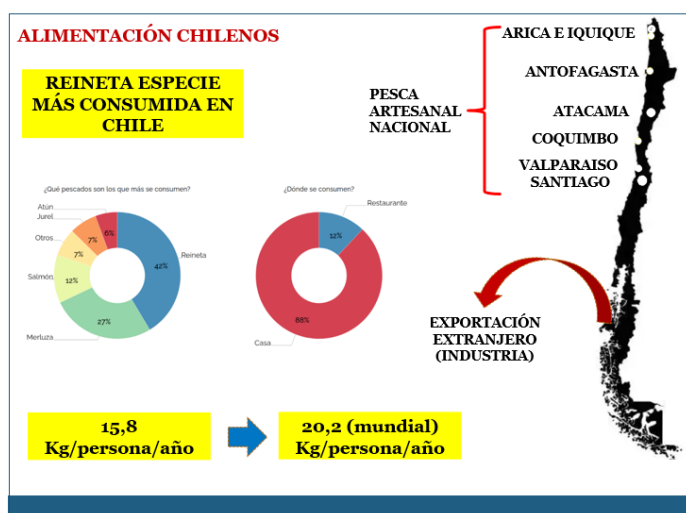 ALIMENTACIÓN CHILENOS
REINETA ESPECIE
MÁS CONSUMIDA EN
CHILE
PESCA
ARTESANAL
NACIONAL
ARICA E IQUIQUE
ANTOFAGASTA
ATACAMA
COQUIMBO
VALPARAISO
SANTIAGO
¿Qué pescados son los que más se consumen?
Atún
Jurel
Otros
Salmón
Merluza
Reineta
6%
7%
7%
12%
27%
42%
¿Dónde se consumen?
Restaurante
12%
88%
Casa
EXPORTACIÓN
EXTRANJERO
(INDUSTRIA)
15,8
Kg/persona/año
20,2 (mundial)
Kg/persona/año